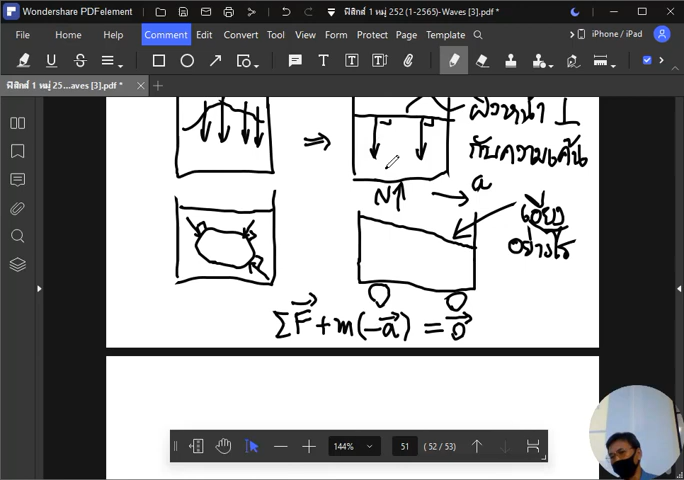 Wondershare PDFelement
ฟิสิกส์ 1 หมู่ 252 (1-2565)-Waves [3].pdf *
File
Home
Edit
Comment
Edit
Convert
View
Organize
Tools
Form
Protect
Page Template
iPhone / iPad
ฟิสิกส์ 1 หมู่ 25...aves [3].pdf *
ผิวหน้า ⊥
กับความเค้น
⇒
N↑
→ a
เอียง
อย่างไร
ΣF⃗ + m(−a⃗) = 0⃗
144%
51
(52 / 53)